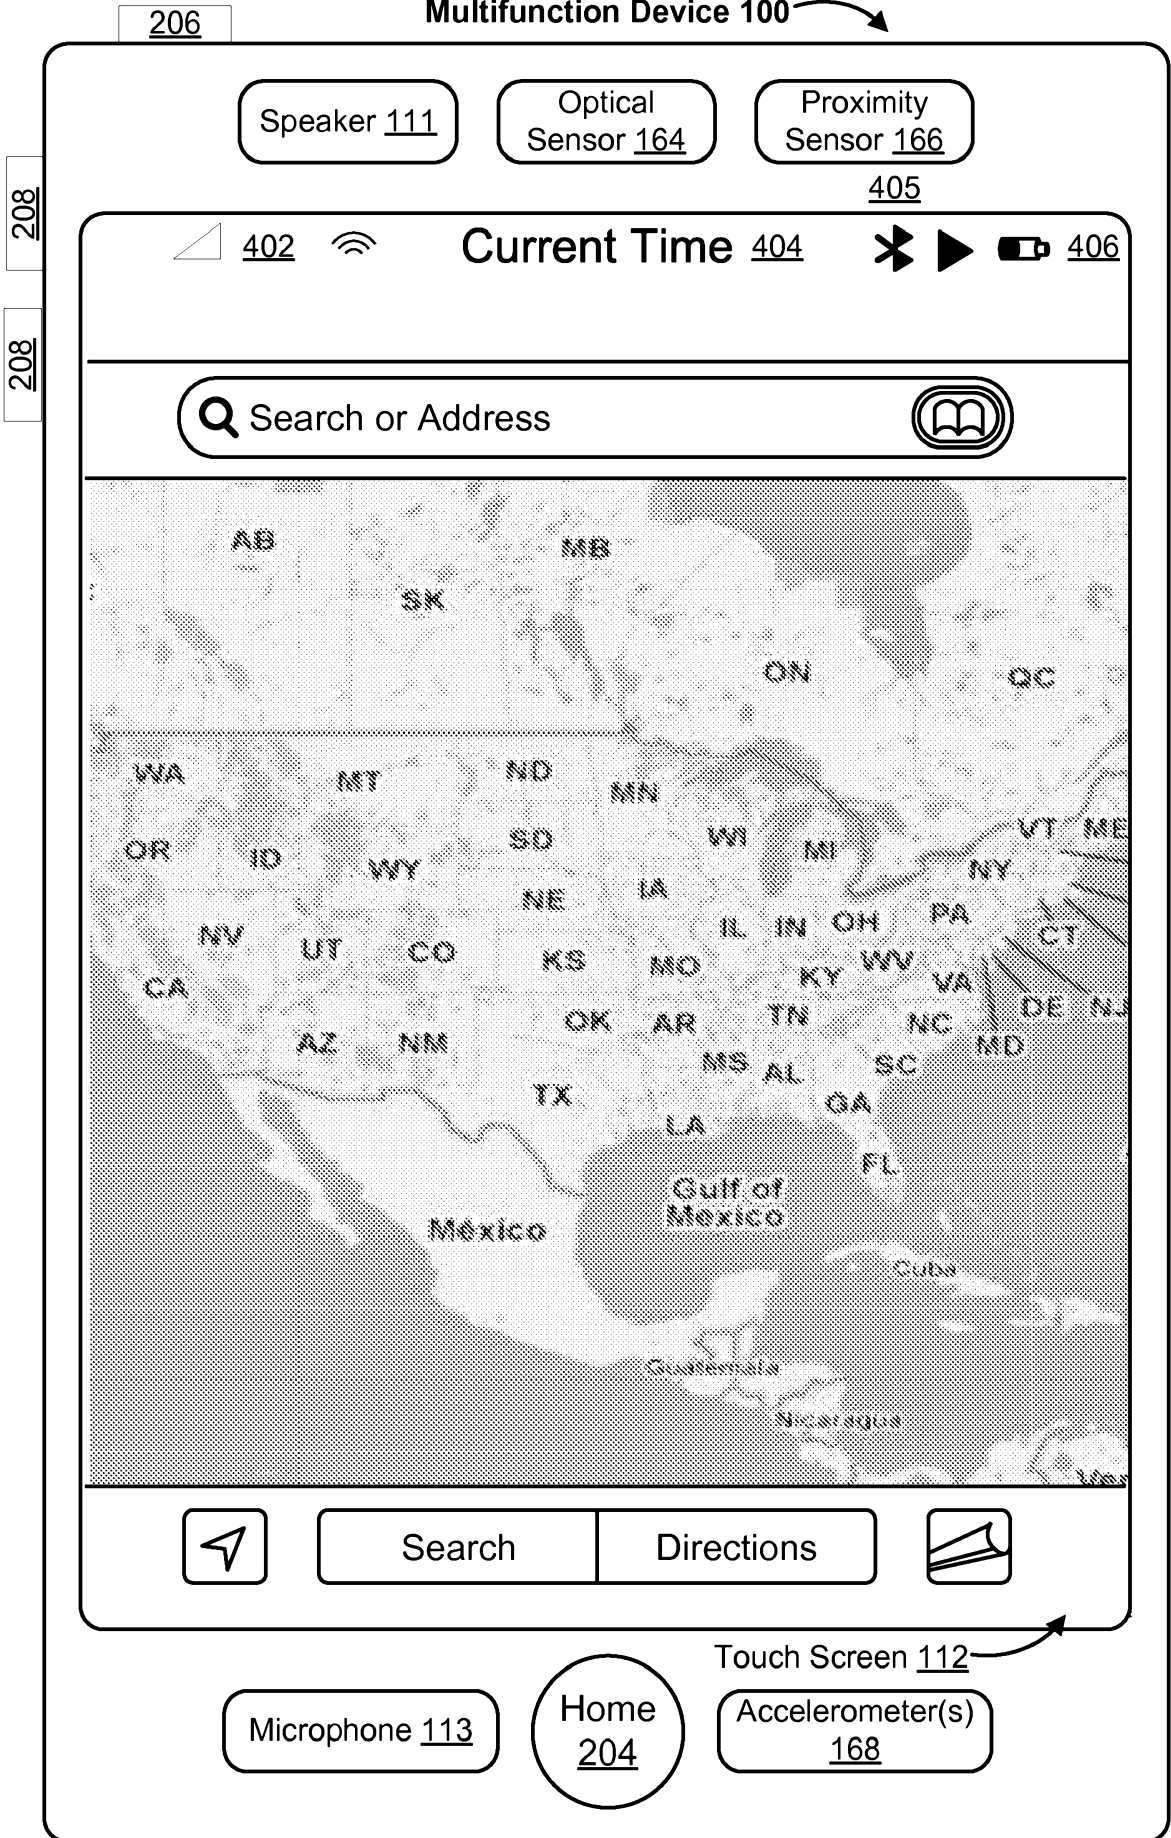 Multifunction Device 100
206
Speaker 111
Optical
Sensor 164
Proximity
Sensor 166
208
405
402
Current Time 404
406
208
Search or Address
AB
MB
SK
ON
QC
WA
MT
ND
MN
OR
ID
WY
SD
WI
MI
VT
ME
NY
NE
IA
NV
UT
CO
IL
IN
OH
PA
CT
CA
KS
MO
KY
WV
VA
DE
NJ
AZ
NM
OK
AR
TN
NC
MD
TX
MS
AL
SC
LA
GA
FL
Gulf of
Mexico
México
Cuba
Guatemala
Nicaragua
Ven
Search
Directions
Touch Screen 112
Microphone 113
Home
204
Accelerometer(s)
168